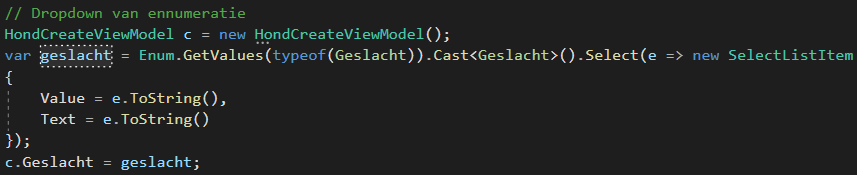 // Dropdown van ennumeratie
HondCreateViewModel c = new HondCreateViewModel();
var geslacht = Enum.GetValues(typeof(Geslacht)).Cast<Geslacht>().Select(e => new SelectListItem
{
Value = e.ToString(),
Text = e.ToString()
});
c.Geslacht = geslacht;